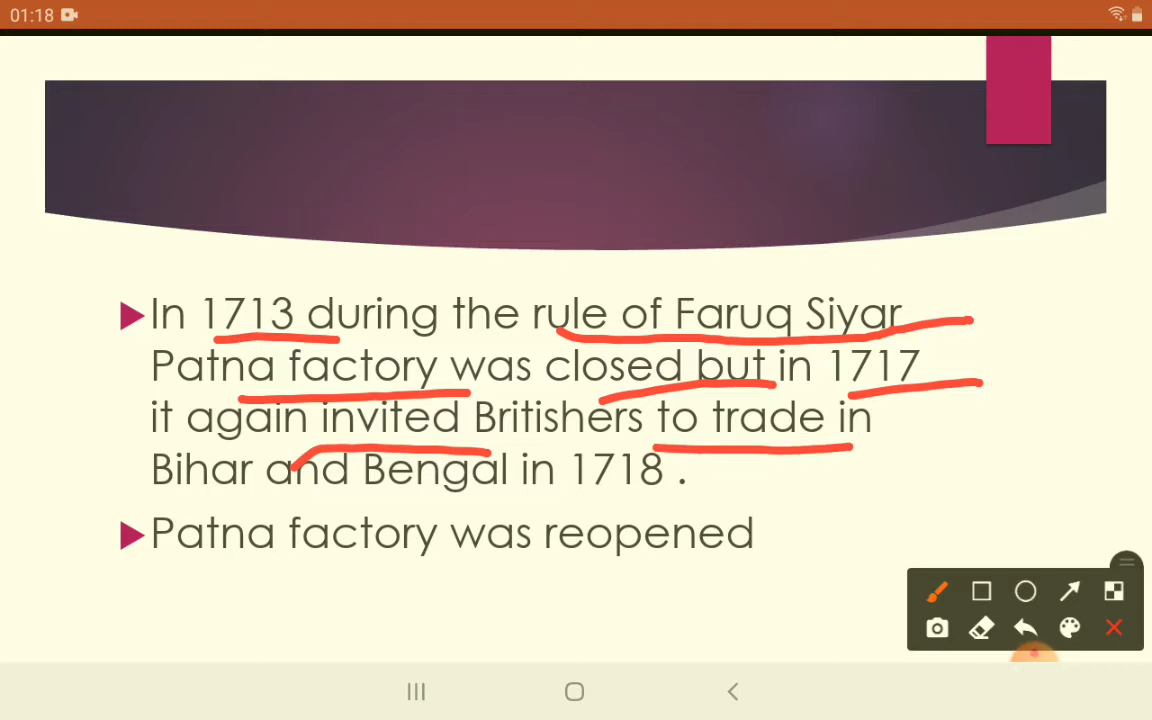 01:18
In 1713 during the rule of Faruq Siyar
Patna factory was closed but in 1717
it again invited Britishers to trade in
Bihar and Bengal in 1718 .
Patna factory was reopened